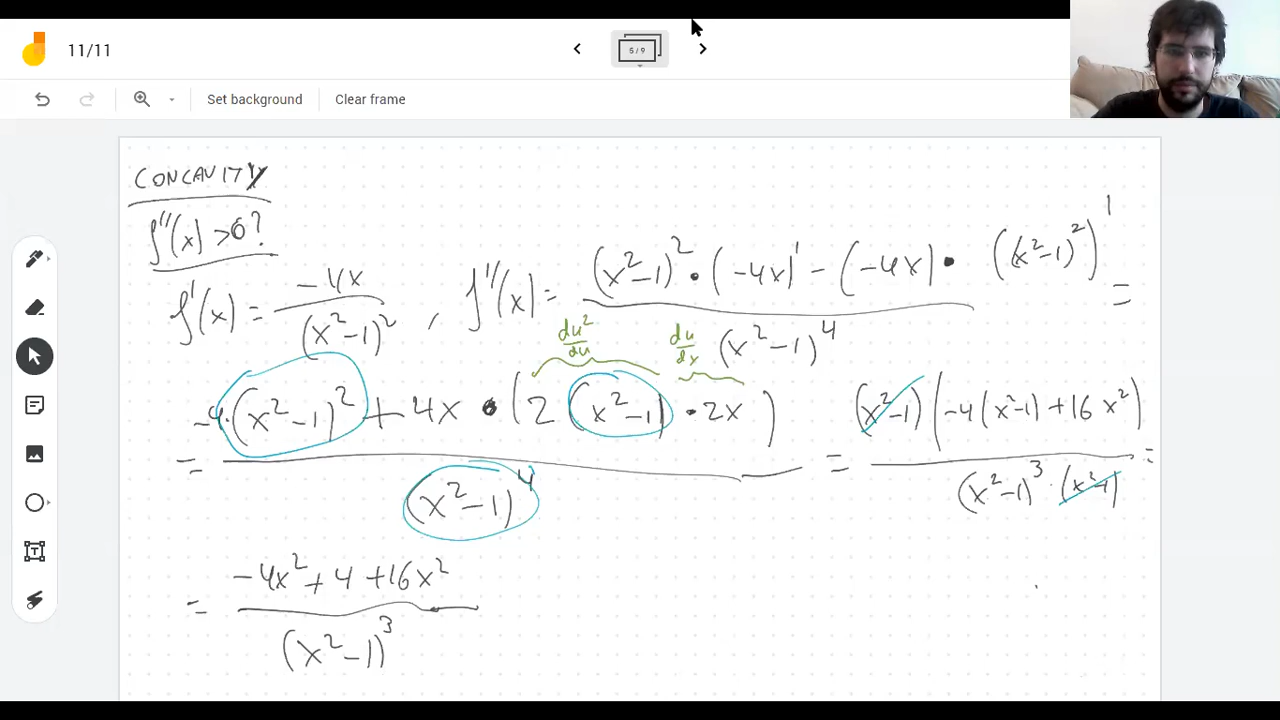 11/11
5/9
Set background
Clear frame
CONCAVITY
f''(x) > 0?
f'(x) = -4x / (x²-1)² , f''(x) = ((x²-1)² • (-4x)' - (-4x) • ((x²-1)²)') / (x²-1)⁴ =
du²/du du/dx
= (-4•(x²-1)² + 4x • (2 (x²-1) • 2x)) / (x²-1)⁴ = (x²-1)(-4(x²-1) + 16x²) / (x²-1)³ • (x²-1) =
= (-4x² + 4 + 16x²) / (x²-1)³